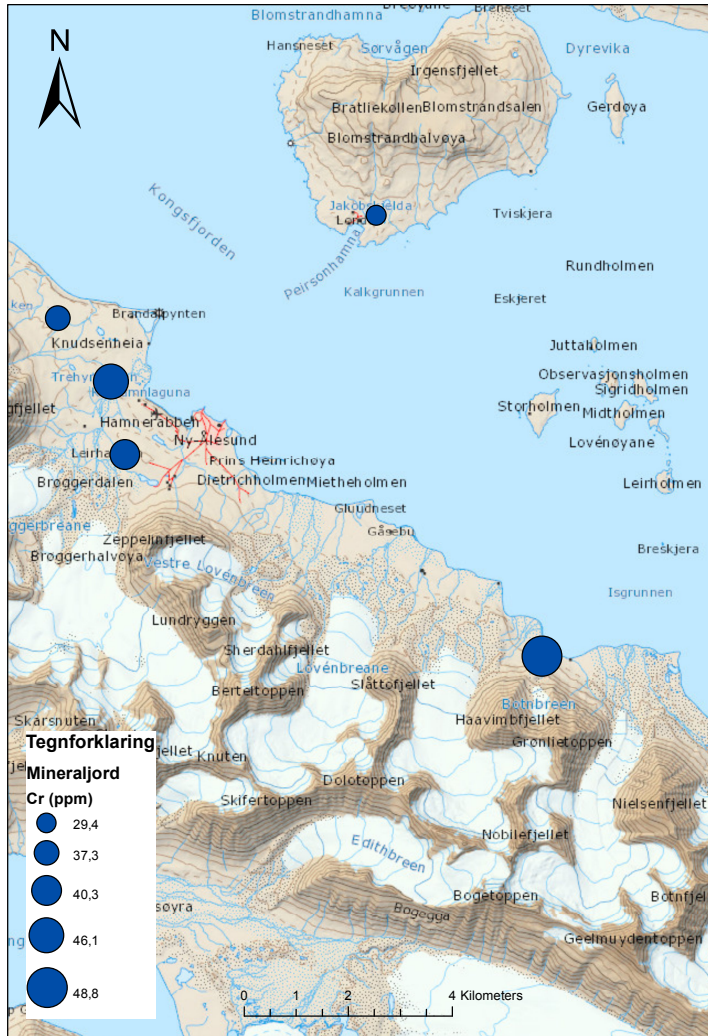 Blomstrandhamna
Hansneset
Sørvågen
Dyrevika
N
Irgensfjellet
Bratliekollen
Blomstrandsalen
Gerdøya
Blomstrandhalvøya
Kongsfjorden
Tviskjera
Peirsonhamna
Rundholmen
Kalkgrunnen
Eskjeret
Knudsenheia
Juttaholmen
Observasjonsholmen
Sigridholmen
Storholmen
Midtholmen
Hamnerabben
Ny-Ålesund
Lovénøyane
Prins Heinrichøya
Brøggerdalen
Dietrichholmen
Mietheholmen
Leirholmen
Gluudneset
Gåsebu
Zeppelinfjellet
Breskjera
Brøggerhalvøya
Vestre Lovénbreen
Isgrunnen
Lundryggen
Sherdahlfjellet
Lovénbreane
Slåttofjellet
Berteltoppen
Botnbreen
Haavimbfjellet
Skarsnuten
Grønlietoppen
Tegnforklaring
Knuten
Mineraljord
Dolotoppen
Cr (ppm)
Skifertoppen
Nielsenfjellet
29,4
Nobilefjellet
37,3
Edithbreen
40,3
Bogetoppen
Bogegga
46,1
Geelmuydentoppen
48,8
0 1 2 4 Kilometers